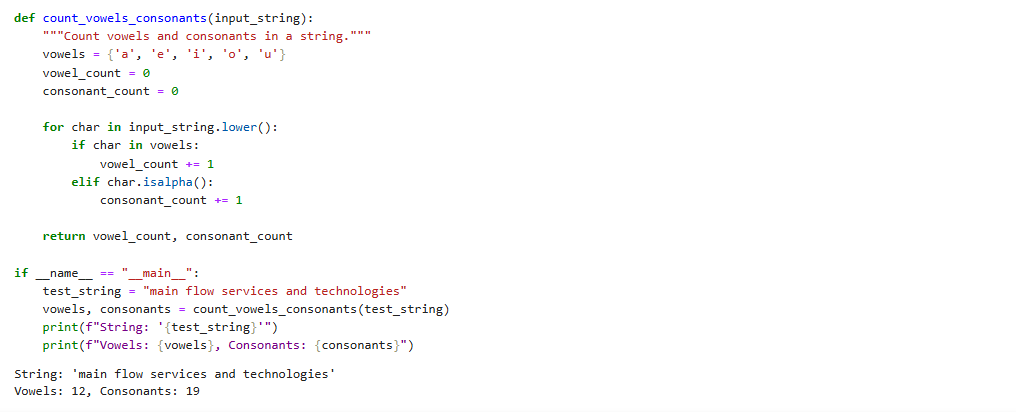 def count_vowels_consonants(input_string):
    """Count vowels and consonants in a string."""
    vowels = {'a', 'e', 'i', 'o', 'u'}
    vowel_count = 0
    consonant_count = 0
    for char in input_string.lower():
        if char in vowels:
            vowel_count += 1
        elif char.isalpha():
            consonant_count += 1
    return vowel_count, consonant_count
if __name__ == "__main__":
    test_string = "main flow services and technologies"
    vowels, consonants = count_vowels_consonants(test_string)
    print(f"String: '{test_string}'")
    print(f"Vowels: {vowels}, Consonants: {consonants}")
String: 'main flow services and technologies'
Vowels: 12, Consonants: 19